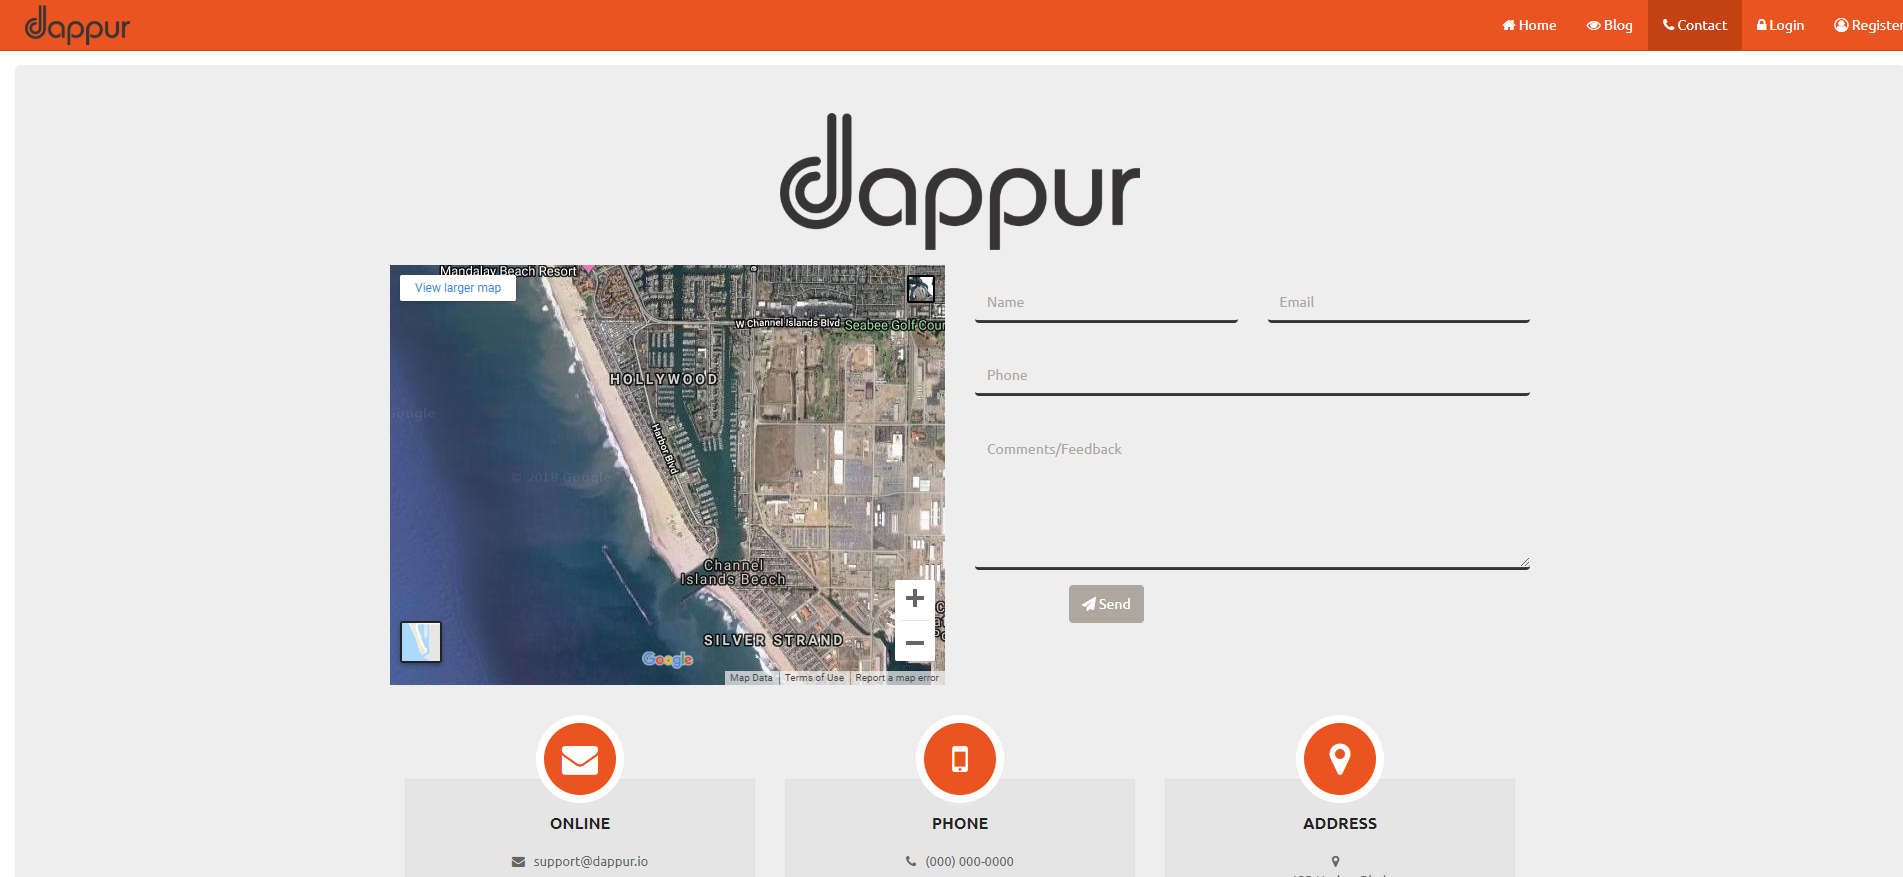 dappur
Home Blog Contact Login Register
dappur
Mandalay Beach Resort
View larger map
W Channel Islands Blvd
Seabee Golf Cour
HOLLYWOOD
Google
Harbor Blvd
© 2018 Google
Channel
Islands Beach
SILVER STRAND
Google
Map Data Terms of Use Report a map error
Name
Email
Phone
Comments/Feedback
Send
ONLINE
support@dappur.io
PHONE
(000) 000-0000
ADDRESS